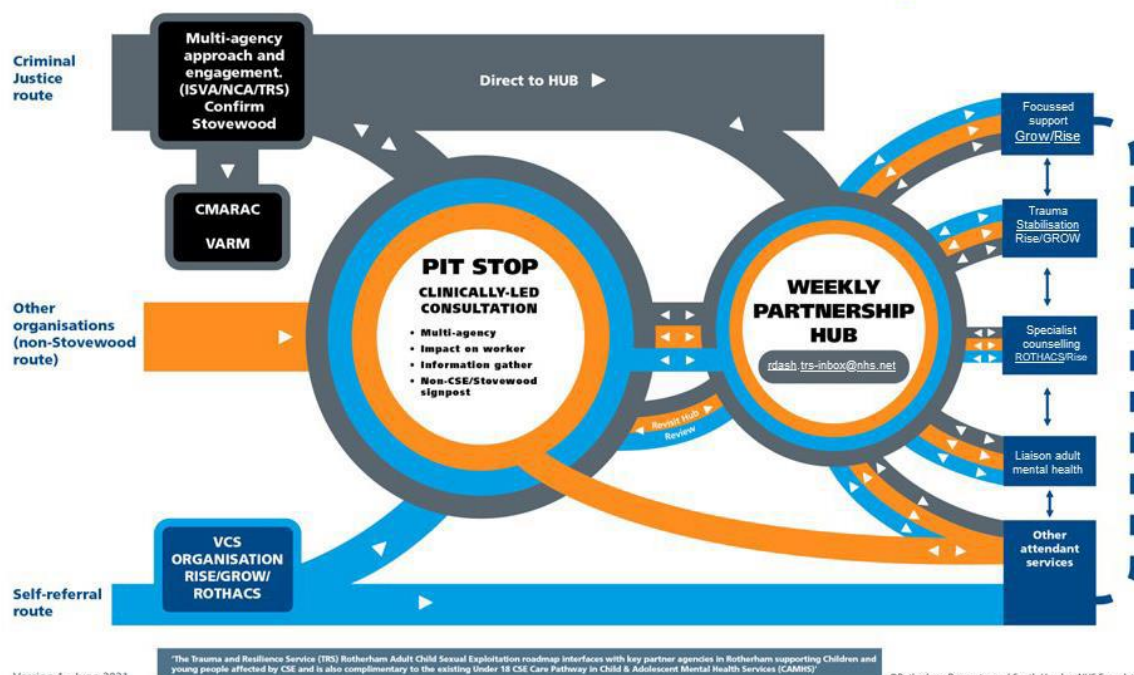 Criminal
Justice
route
Multi-agency
approach and
engagement.
(ISVA/NCA/TRS)
Confirm
Stovewood
Direct to HUB
CMARAC
VARM
Other
organisations
(non-Stovewood
route)
PIT STOP
CLINICALLY-LED
CONSULTATION
• Multi-agency
• Impact on worker
• Information gather
• Non-CSE/Stovewood
signpost
Revisit Hub
Review
WEEKLY
PARTNERSHIP
HUB
rdash.trs-inbox@nhs.net
Focussed
support
Grow/Rise
Trauma
Stabilisation
Rise/GROW
Specialist
counselling
ROTHACS/Rise
Liaison adult
mental health
Other
attendant
services
VCS
ORGANISATION
RISE/GROW/
ROTHACS
Self-referral
route
'The Trauma and Resilience Service (TRS) Rotherham Adult Child Sexual Exploitation roadmap interfaces with key partner agencies in Rotherham supporting Children and
young people affected by CSE and is also complimentary to the existing Under 18 CSE Care Pathway in Child & Adolescent Mental Health Services (CAMHS)'